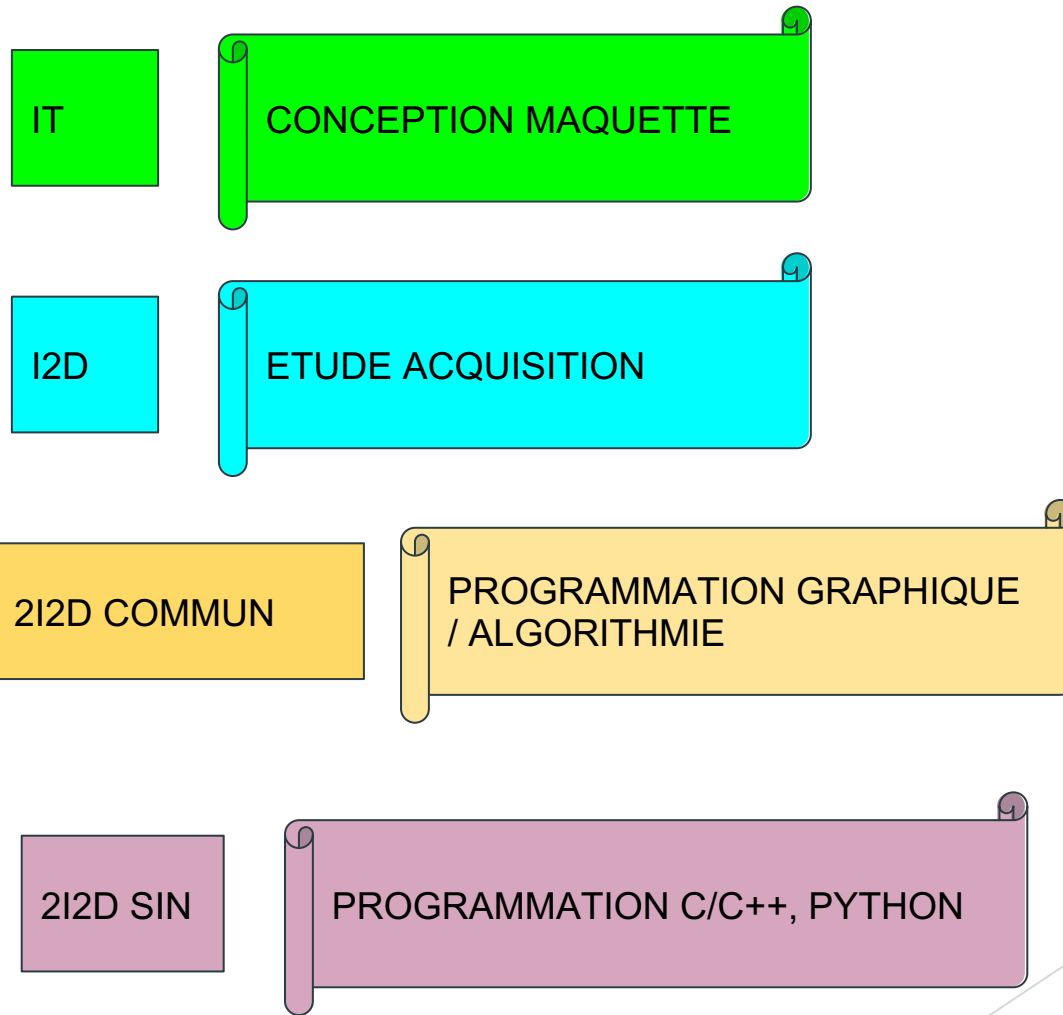 IT
CONCEPTION MAQUETTE
I2D
ETUDE ACQUISITION
2I2D COMMUN
PROGRAMMATION GRAPHIQUE
/ ALGORITHMIE
2I2D SIN
PROGRAMMATION C/C++, PYTHON